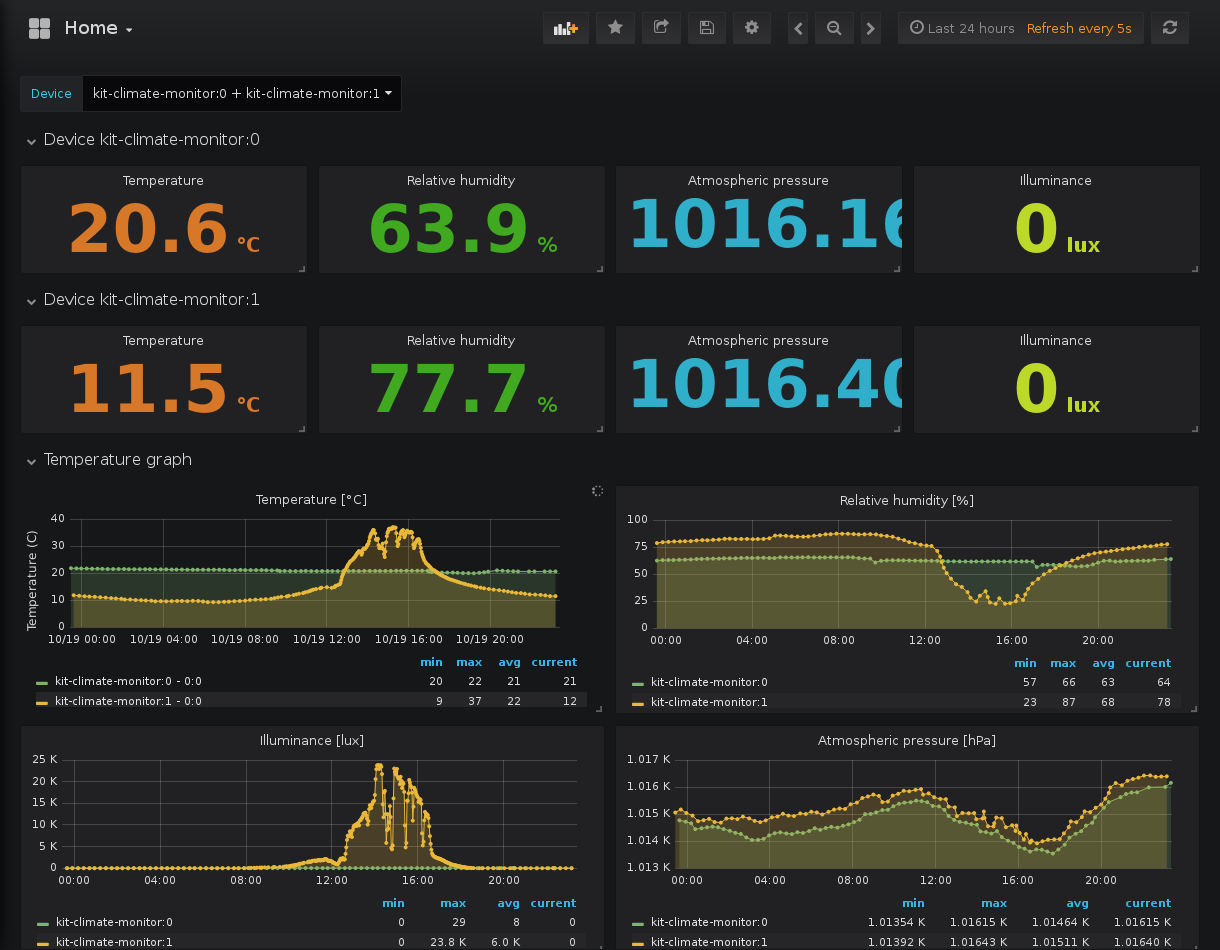 Home
Last 24 hours Refresh every 5s
Device kit-climate-monitor:0 + kit-climate-monitor:1
Device kit-climate-monitor:0
Temperature Relative humidity Atmospheric pressure Illuminance
20.6 °C 63.9 % 1016.16 0 lux
Device kit-climate-monitor:1
Temperature Relative humidity Atmospheric pressure Illuminance
11.5 °C 77.7 % 1016.40 0 lux
Temperature graph
Temperature [°C]
Temperature (C)
40
30
20
10
0
10/19 00:00 10/19 04:00 10/19 08:00 10/19 12:00 10/19 16:00 10/19 20:00
min max avg current
kit-climate-monitor:0 - 0:0 20 22 21 21
kit-climate-monitor:1 - 0:0 9 37 22 12
Relative humidity [%]
100
75
50
25
0
00:00 04:00 08:00 12:00 16:00 20:00
min max avg current
kit-climate-monitor:0 57 66 63 64
kit-climate-monitor:1 23 87 68 78
Illuminance [lux]
25 K
20 K
15 K
10 K
5 K
0
00:00 04:00 08:00 12:00 16:00 20:00
min max avg current
kit-climate-monitor:0 0 29 8 0
kit-climate-monitor:1 0 23.8 K 6.0 K 0
Atmospheric pressure [hPa]
1.017 K
1.016 K
1.015 K
1.014 K
1.013 K
00:00 04:00 08:00 12:00 16:00 20:00
min max avg current
kit-climate-monitor:0 1.01354 K 1.01615 K 1.01464 K 1.01615 K
kit-climate-monitor:1 1.01392 K 1.01643 K 1.01511 K 1.01640 K